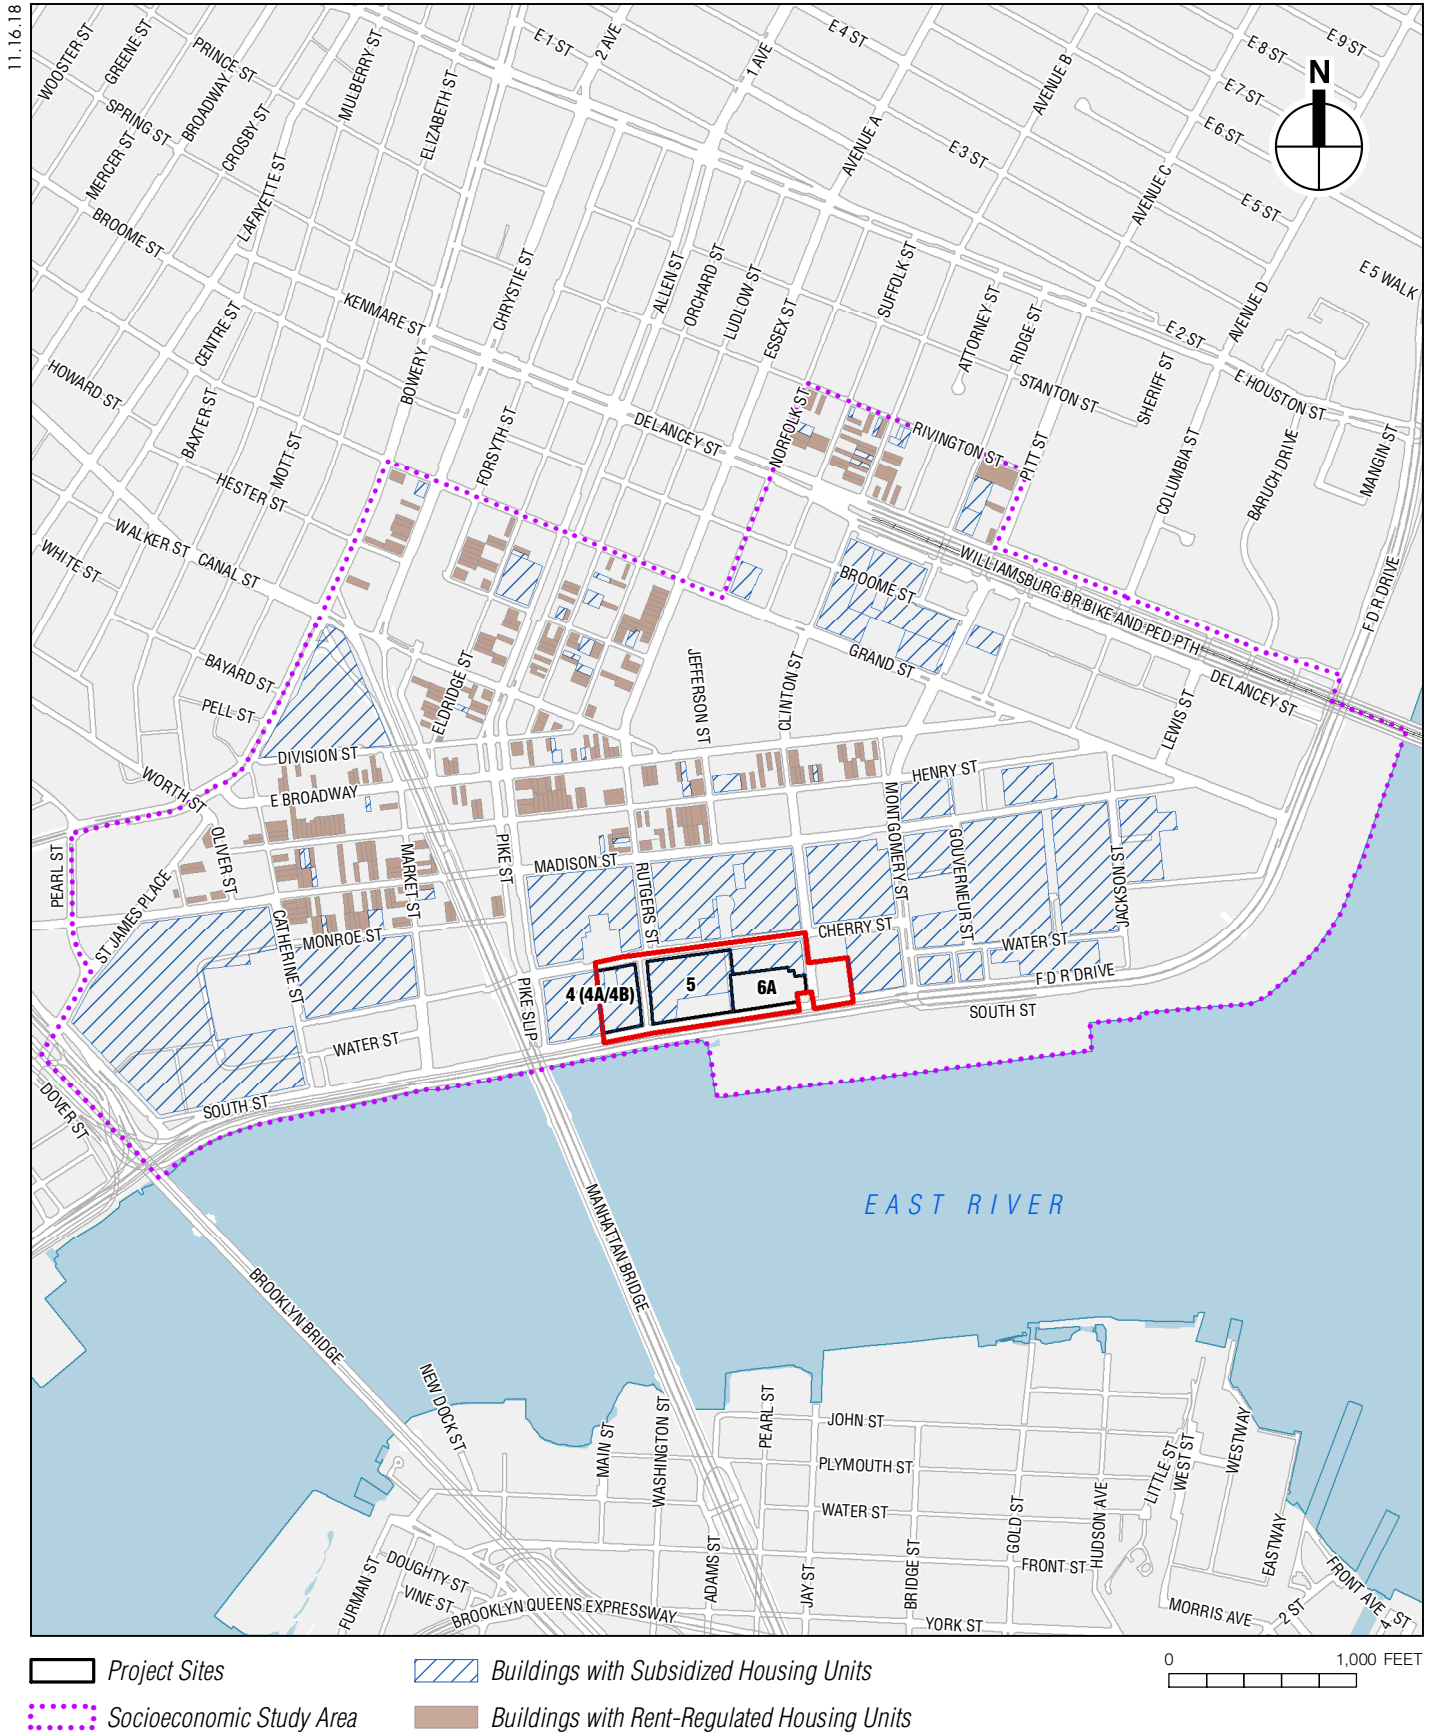 11.16.18
WOOSTER ST
GREENE ST
PRINCE ST
BROADWAY
SPRING ST
MERCER ST
CROSBY ST
LAFAYETTE ST
MULBERRY ST
ELIZABETH ST
E 1 ST
2 AVE
1 AVE
E 4 ST
AVENUE A
E 3 ST
AVENUE B
E 8 ST
E 9 ST
E 7 ST
E 6 ST
AVENUE C
E 5 ST
N
E 5 WALK
AVENUE D
E 2 ST
E HOUSTON ST
BROOME ST
KENMARE ST
CENTRE ST
HOWARD ST
BAXTER ST
MOTT ST
HESTER ST
BOWERY
CHRYSTIE ST
FORSYTH ST
ALLEN ST
ORCHARD ST
LUDLOW ST
ESSEX ST
SUFFOLK ST
ATTORNEY ST
RIDGE ST
STANTON ST
SHERIFF ST
NORFOLK ST
DELANCEY ST
RIVINGTON ST
PITT ST
COLUMBIA ST
BARUCH DRIVE
MANGIN ST
F D R DRIVE
WALKER ST
CANAL ST
WHITE ST
BAYARD ST
PELL ST
WORTH ST
WILLIAMSBURG BR BIKE AND PED PTH
BROOME ST
GRAND ST
DELANCEY ST
LEWIS ST
ELDRIDGE ST
JEFFERSON ST
CLINTON ST
DIVISION ST
E BROADWAY
HENRY ST
PEARL ST
OLIVER ST
ST JAMES PLACE
MARKET ST
PIKE ST
MADISON ST
RUTGERS ST
MONTGOMERY ST
GOUVERNEUR ST
JACKSON ST
CATHERINE ST
MONROE ST
CHERRY ST
WATER ST
F D R DRIVE
SOUTH ST
PIKE SLIP
4 (4A/4B)
5
6A
WATER ST
SOUTH ST
DOVER ST
EAST RIVER
MANHATTAN BRIDGE
BROOKLYN BRIDGE
NEW DOCK ST
MAIN ST
WASHINGTON ST
PEARL ST
JOHN ST
PLYMOUTH ST
WATER ST
GOLD ST
HUDSON AVE
LITTLE ST
WEST ST
WESTWAY
EASTWAY
FURMAN ST
DOUGHTY ST
VINE ST
BROOKLYN QUEENS EXPRESSWAY
ADAMS ST
JAY ST
BRIDGE ST
FRONT ST
YORK ST
MORRIS AVE
2 ST
FRONT AVE
4 ST
Project Sites
Socioeconomic Study Area
Buildings with Subsidized Housing Units
Buildings with Rent-Regulated Housing Units
0 1,000 FEET